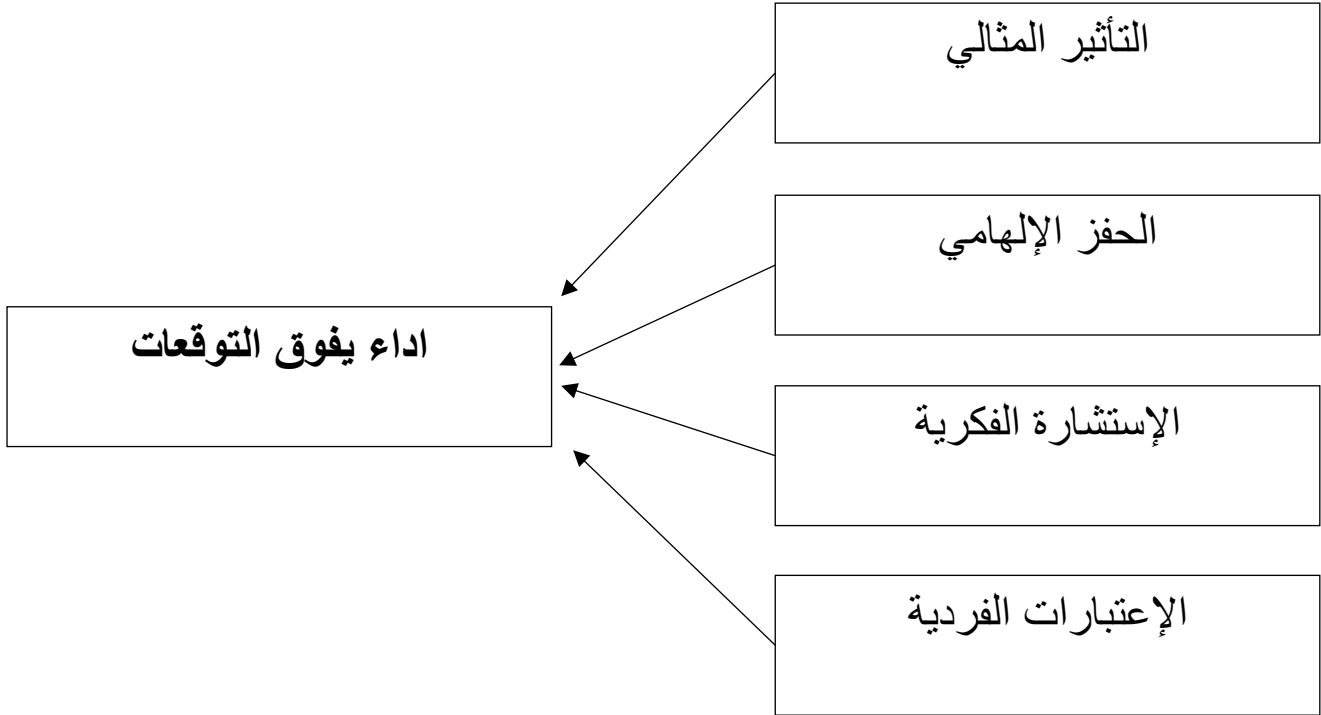 التأثير المثالي
الحفز الإلهامي
اداء يفوق التوقعات
الإستشارة الفكرية
الإعتبارات الفردية